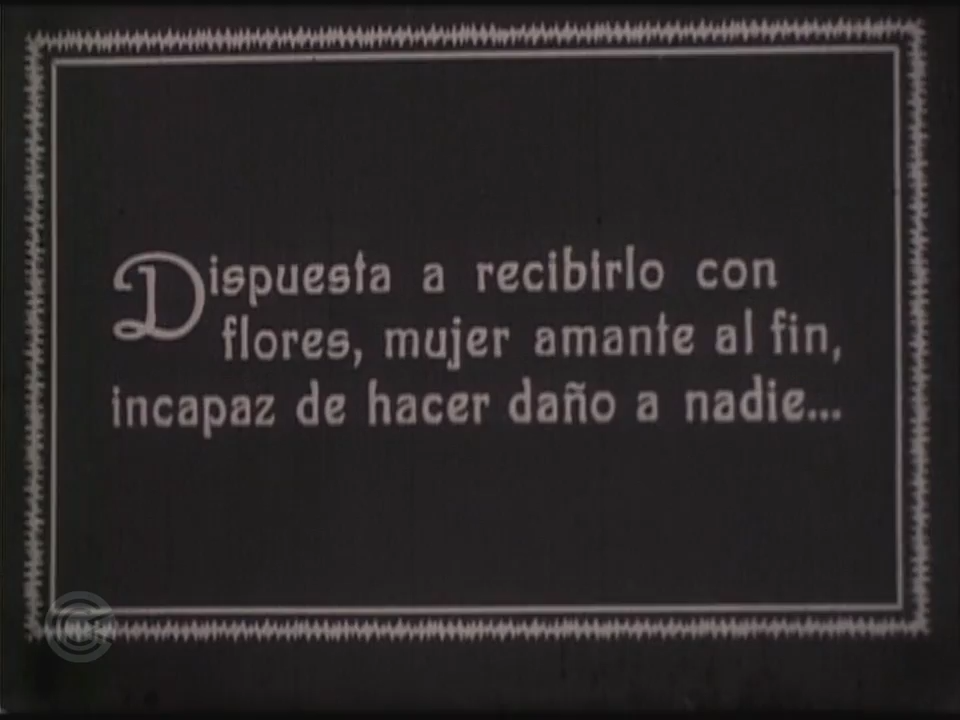 Dispuesta a recibirlo con
flores, mujer amante al fin,
incapaz de hacer daño a nadie...